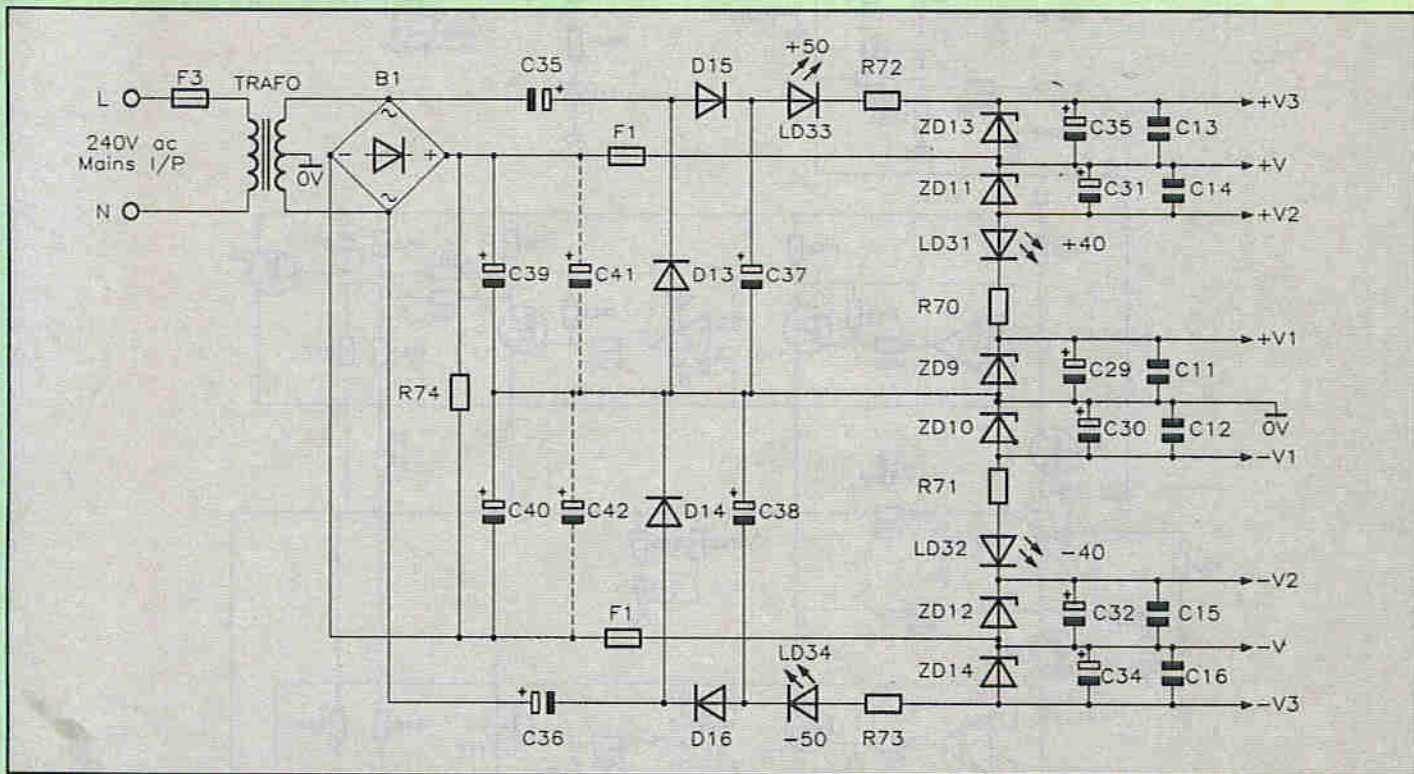 +50
C35 D15 R72
F3 TRAFO B1
L +V3
LD33 ZD13 C35 C13
240V ac
Mains I/P
F1
- + +V
~
0V
ZD11 C31 C14
N +V2
~
LD31 +40
C39 C41 D13 C37
R70
+V1
ZD9 C29 C11
R74
ZD10 C30 C12 0V
-V1
R71
C40 C42 D14 C38
LD32 -40
-V2
F1 ZD12 C32 C15
LD34 -V
ZD14 C34 C16
-V3
C36 D16 -50 R73